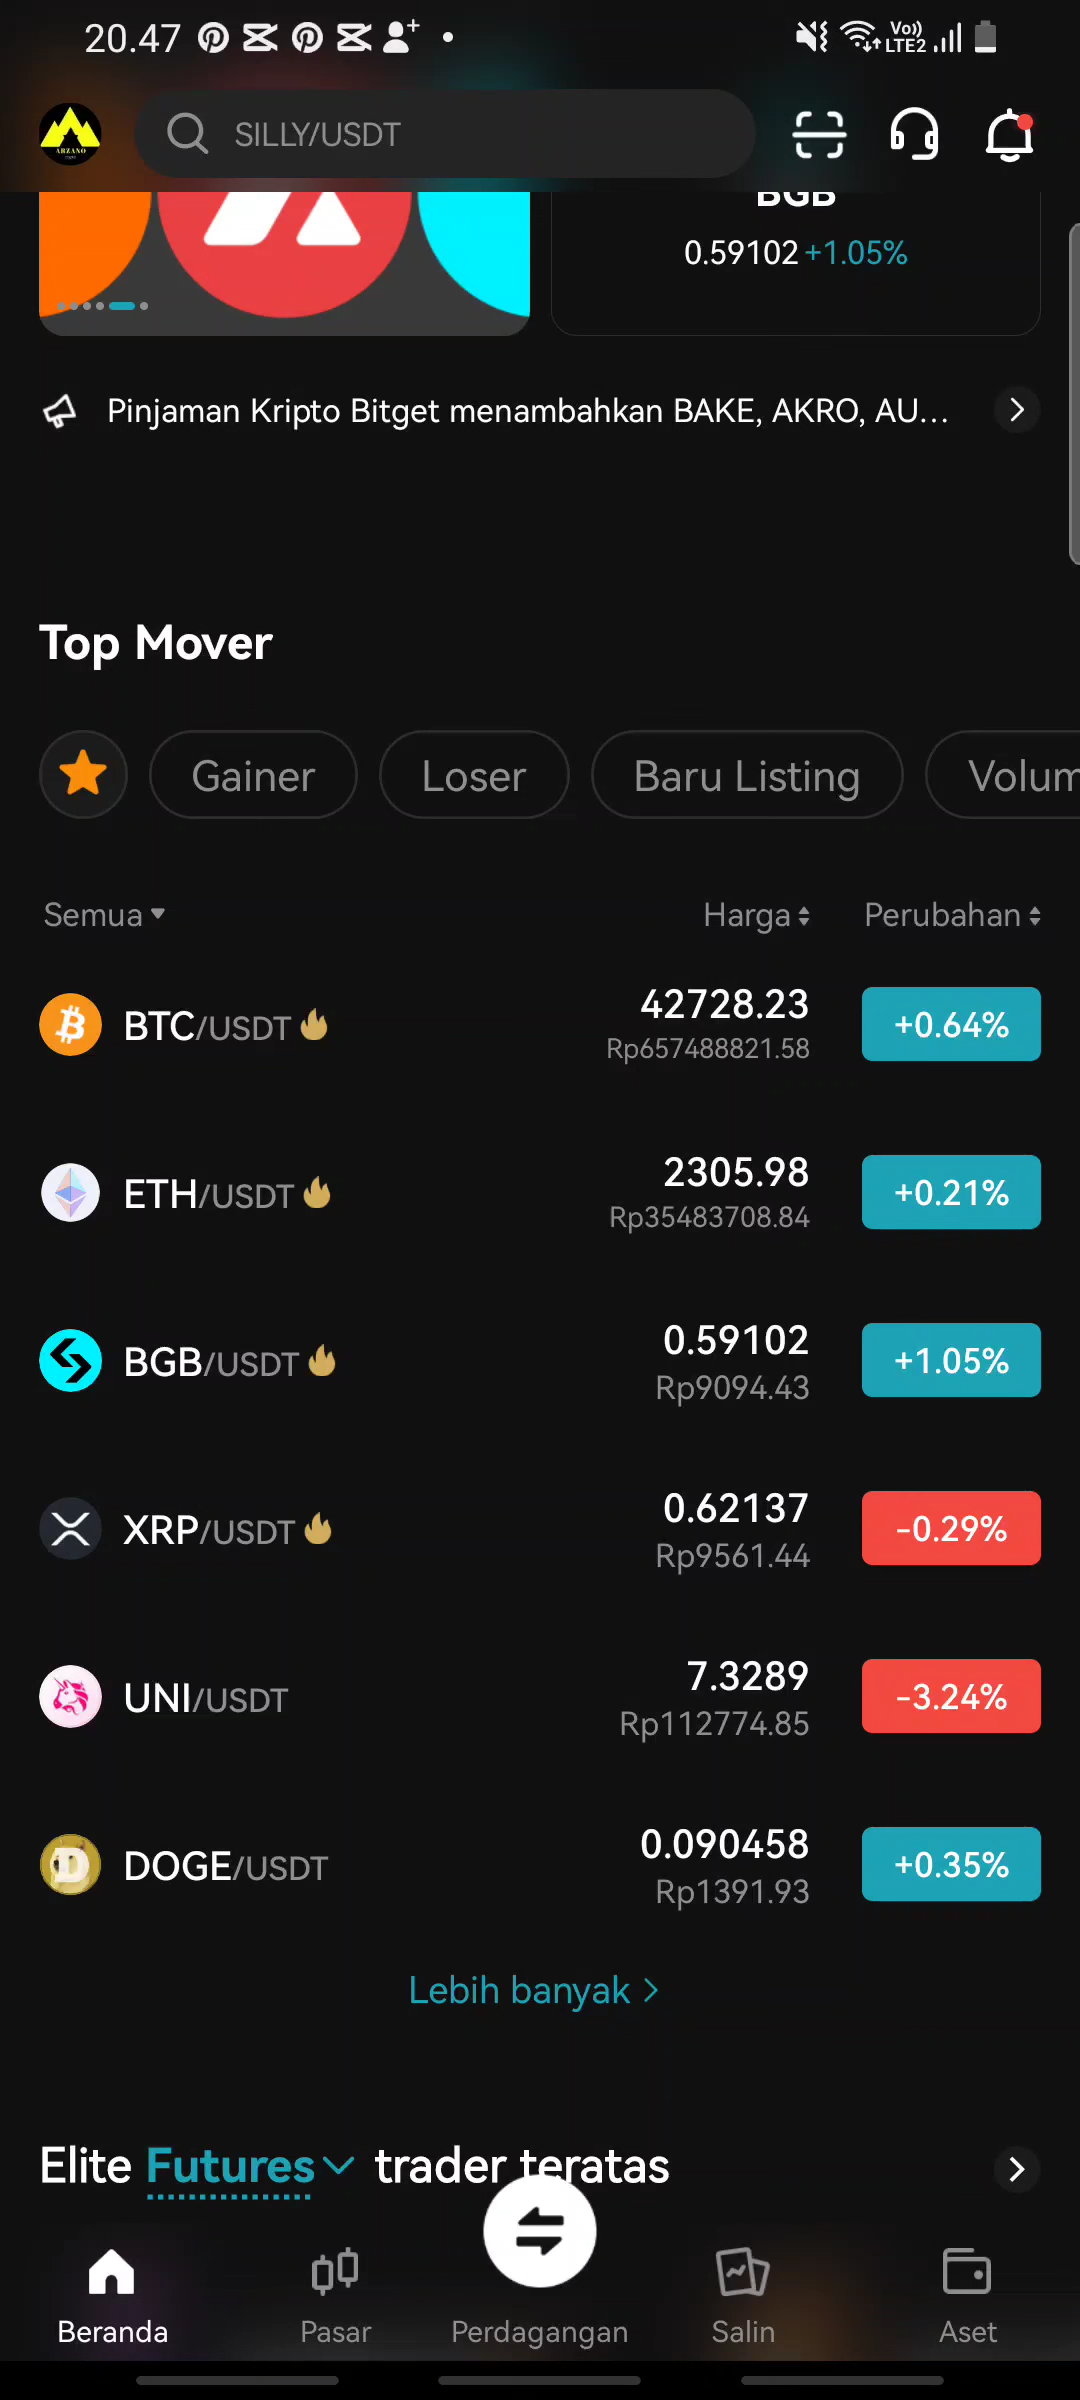 20.47
Vo))
LTE2
ARZANO
SILLY/USDT
BGB
0.59102 +1.05%
Pinjaman Kripto Bitget menambahkan BAKE, AKRO, AU...
Top Mover
Gainer
Loser
Baru Listing
Volum
Semua
Harga
Perubahan
BTC/USDT
42728.23
Rp657488821.58
+0.64%
ETH/USDT
2305.98
Rp35483708.84
+0.21%
BGB/USDT
0.59102
Rp9094.43
+1.05%
XRP/USDT
0.62137
Rp9561.44
-0.29%
UNI/USDT
7.3289
Rp112774.85
-3.24%
DOGE/USDT
0.090458
Rp1391.93
+0.35%
Lebih banyak >
Elite Futures trader teratas
Beranda
Pasar
Perdagangan
Salin
Aset